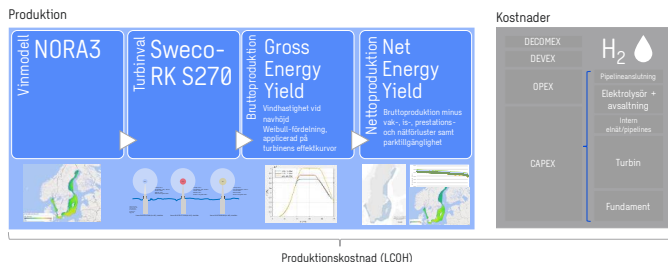 Produktion
Vinmodell
NORA3
Turbinval
Sweco-
RK S270
Bruttoproduktion
Gross
Energy
Yield
Vindhastighet vid
navhöjd
Weibull-fördelning,
applicerad på
turbinens effektkurvor
Nettoproduktion
Net
Energy
Yield
Bruttoproduktion minus
vak-, is-, prestations-
och nätförluster samt
parktillgänglighet
Kostnader
DECOMEX
DEVEX
OPEX
CAPEX
H2
Pipelineanslutning
Elektrolysör +
avsaltning
Intern
elnät/pipelines
Turbin
Fundament
Produktionskostnad (LCOH)